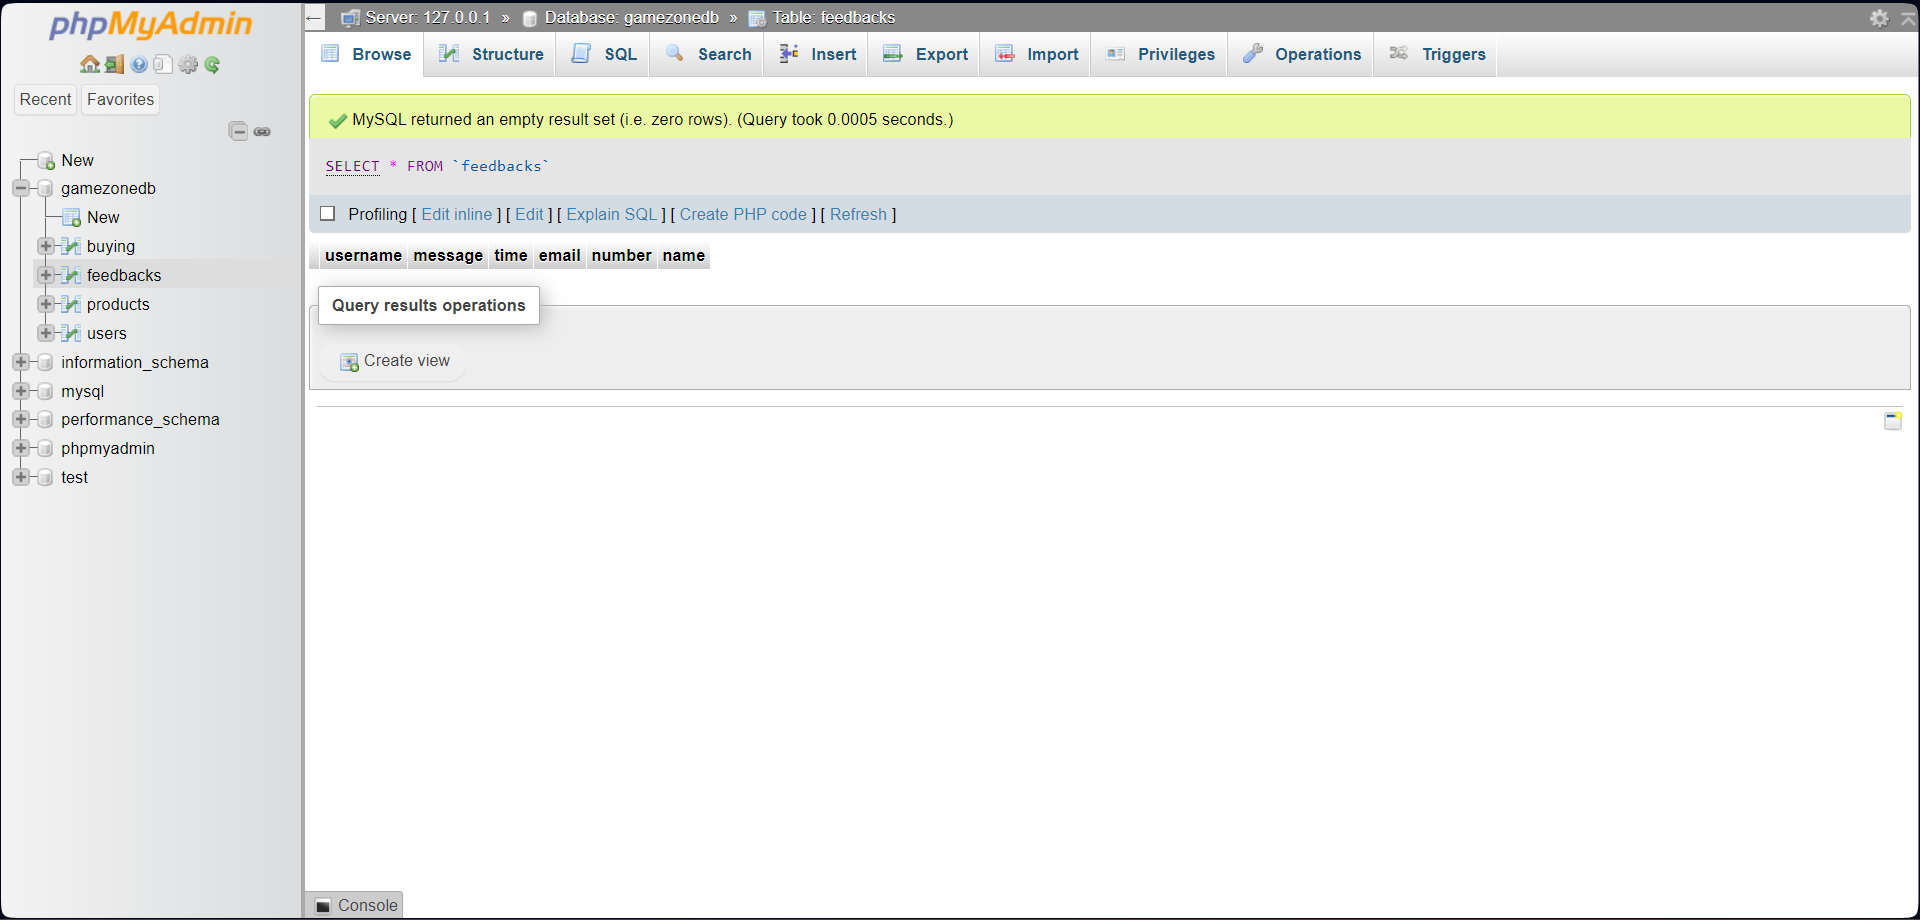 phpMyAdmin
Recent Favorites
New
gamezonedb
New
buying
feedbacks
products
users
information_schema
mysql
performance_schema
phpmyadmin
test
Server: 127.0.0.1 » Database: gamezonedb » Table: feedbacks
Browse Structure SQL Search Insert Export Import Privileges Operations Triggers
MySQL returned an empty result set (i.e. zero rows). (Query took 0.0005 seconds.)
SELECT * FROM `feedbacks`
Profiling [ Edit inline ] [ Edit ] [ Explain SQL ] [ Create PHP code ] [ Refresh ]
username message time email number name
Query results operations
Create view
Console